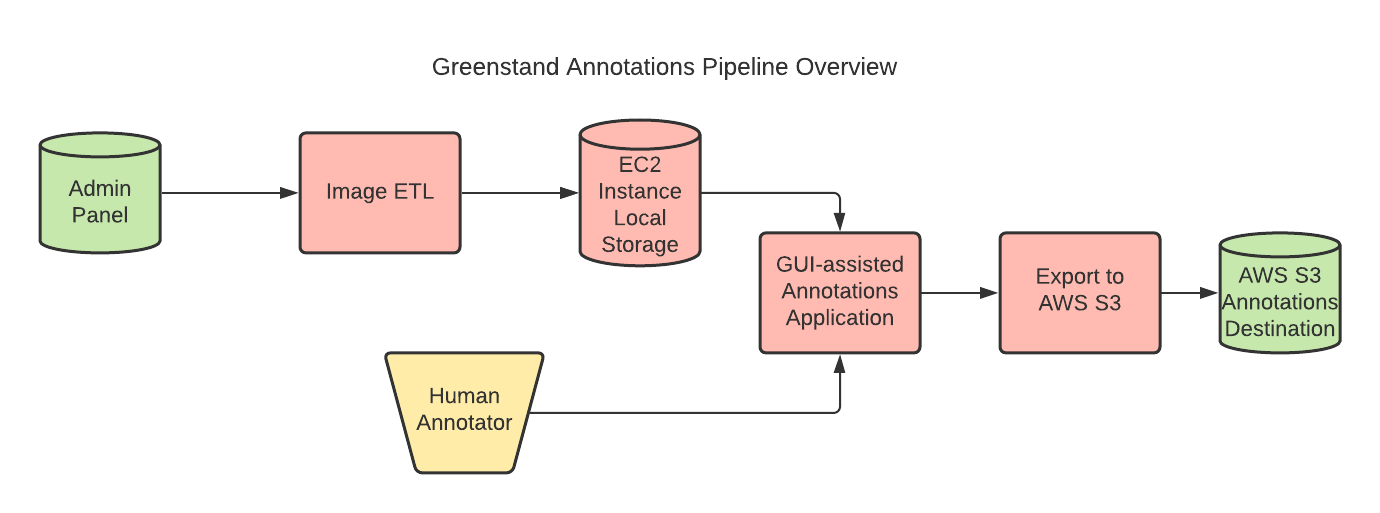 Greenstand Annotations Pipeline Overview
Admin
Panel
Image ETL
EC2
Instance
Local
Storage
GUI-assisted
Annotations
Application
Export to
AWS S3
AWS S3
Annotations
Destination
Human
Annotator